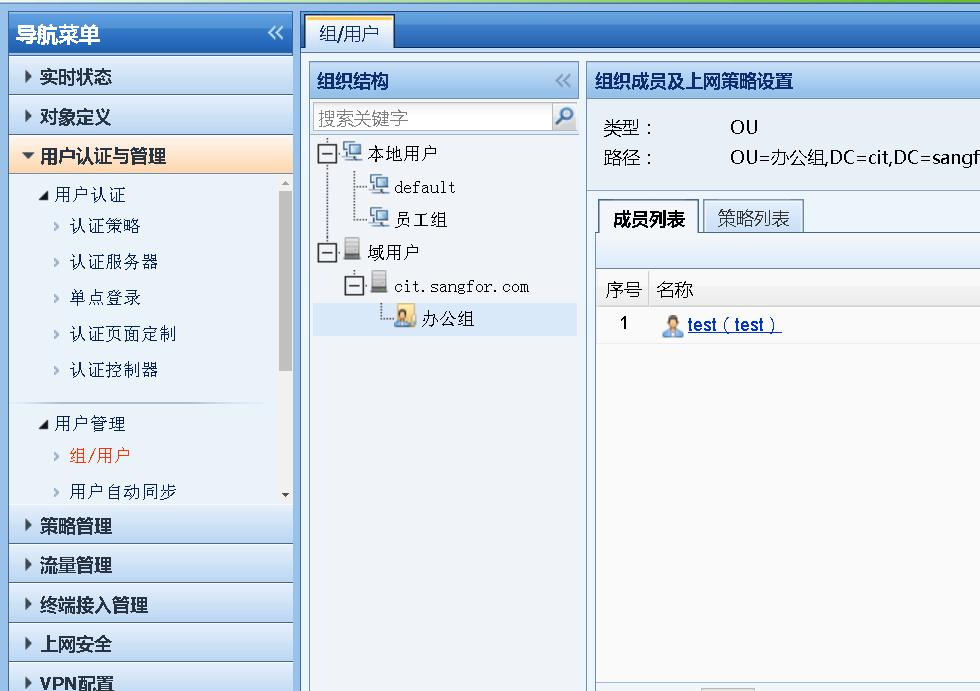 导航菜单
实时状态
对象定义
用户认证与管理
用户认证
认证策略
认证服务器
单点登录
认证页面定制
认证控制器
用户管理
组/用户
用户自动同步
策略管理
流量管理
终端接入管理
上网安全
VPN配置
组/用户
组织结构
搜索关键字
本地用户
default
员工组
域用户
cit.sangfor.com
办公组
组织成员及上网策略设置
类型： OU
路径： OU=办公组,DC=cit,DC=sangf
成员列表 策略列表
序号 名称
1 test（test）